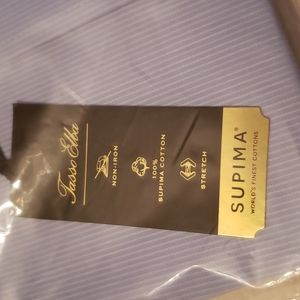 Tasso Elba
NON-IRON
100%
SUPIMA COTTON
STRETCH
SUPIMA®
WORLD'S FINEST COTTONS